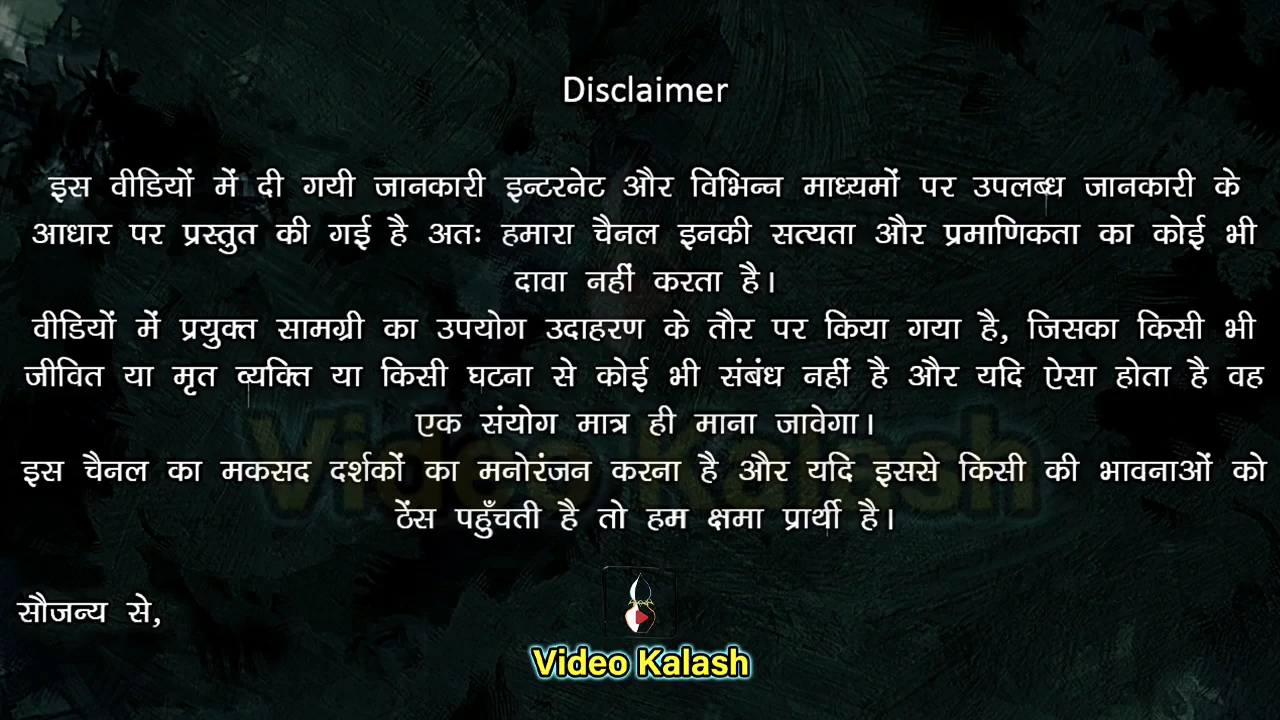 Disclaimer
इस वीडियों में दी गयी जानकारी इन्टरनेट और विभिन्न माध्यमों पर उपलब्ध जानकारी के
आधार पर प्रस्तुत की गई है अतः हमारा चैनल इनकी सत्यता और प्रमाणिकता का कोई भी
दावा नहीं करता है।
वीडियों में प्रयुक्त सामग्री का उपयोग उदाहरण के तौर पर किया गया है, जिसका किसी भी
जीवित या मृत व्यक्ति या किसी घटना से कोई भी संबंध नहीं है और यदि ऐसा होता है वह
एक संयोग मात्र ही माना जावेगा।
इस चैनल का मकसद दर्शकों का मनोरंजन करना है और यदि इससे किसी की भावनाओं को
ठेंस पहुँचती है तो हम क्षमा प्रार्थी है।
सौजन्य से,
Video Kalash
Video Kalash